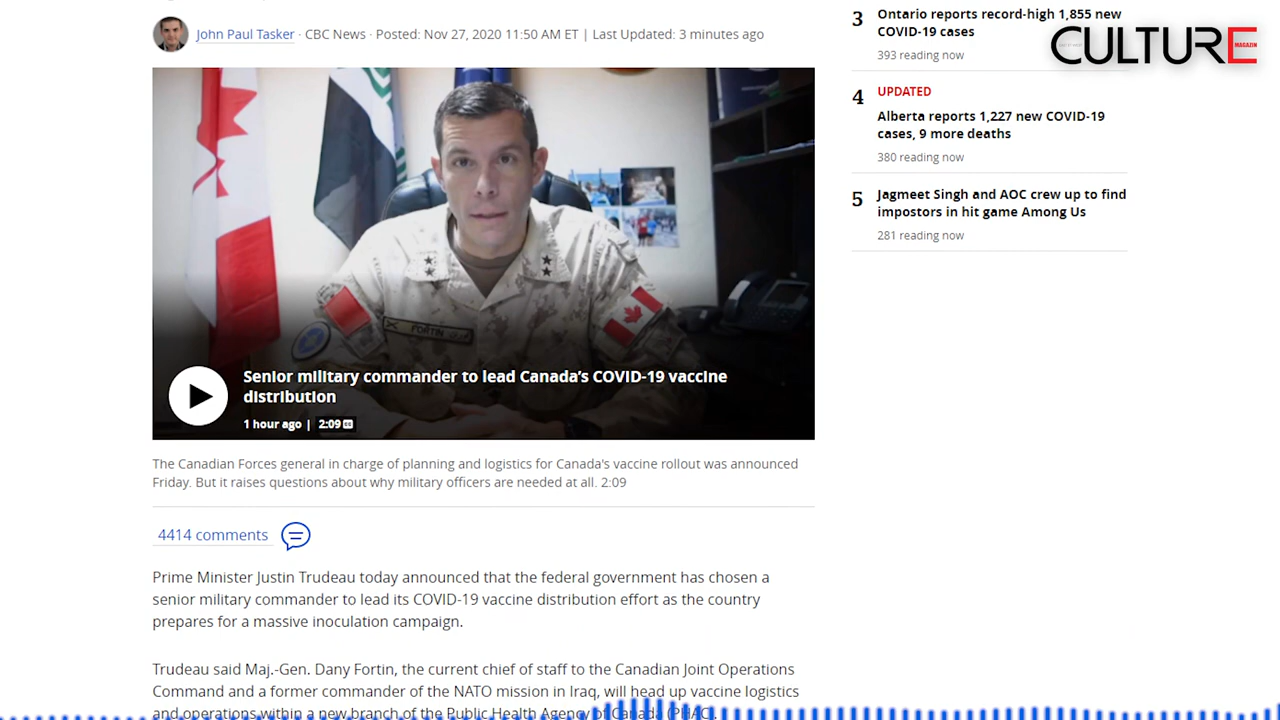 John Paul Tasker · CBC News · Posted: Nov 27, 2020 11:50 AM ET | Last Updated: 3 minutes ago
FORTIN
Senior military commander to lead Canada's COVID-19 vaccine
distribution
1 hour ago | 2:09
The Canadian Forces general in charge of planning and logistics for Canada's vaccine rollout was announced
Friday. But it raises questions about why military officers are needed at all. 2:09
4414 comments
Prime Minister Justin Trudeau today announced that the federal government has chosen a
senior military commander to lead its COVID-19 vaccine distribution effort as the country
prepares for a massive inoculation campaign.
Trudeau said Maj.-Gen. Dany Fortin, the current chief of staff to the Canadian Joint Operations
Command and a former commander of the NATO mission in Iraq, will head up vaccine logistics
and operations within a new branch of the Public Health Agency of Canada (PHAC).
3 Ontario reports record-high 1,855 new
COVID-19 cases
393 reading now
4 UPDATED
Alberta reports 1,227 new COVID-19
cases, 9 more deaths
380 reading now
5 Jagmeet Singh and AOC crew up to find
impostors in hit game Among Us
281 reading now
CULTURE
MAGAZIN